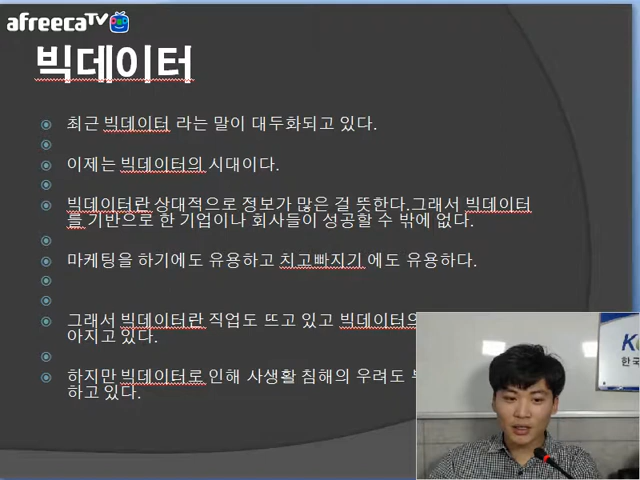 afreecaTV
빅데이터
최근 빅데이터 라는 말이 대두화되고 있다.
이제는 빅데이터의 시대이다.
빅데이터란 상대적으로 정보가 많은 걸 뜻한다.그래서 빅데이터
를 기반으로 한 기업이나 회사들이 성공할 수 밖에 없다.
마케팅을 하기에도 유용하고 치고빠지기 에도 유용하다.
그래서 빅데이터란 직업도 뜨고 있고 빅데이터의
아지고 있다.
하지만 빅데이터로 인해 사생활 침해의 우려도
하고 있다.
한국